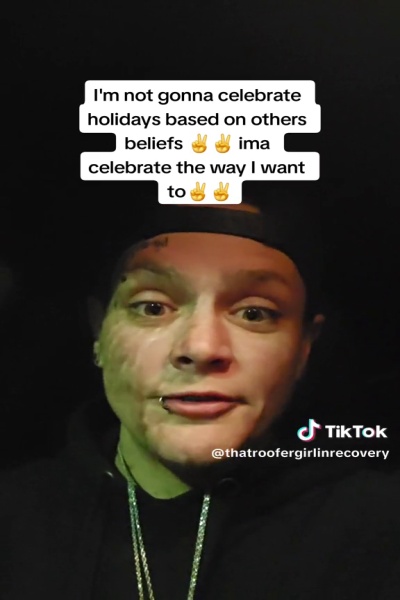 I'm not gonna celebrate
holidays based on others
beliefs ✌️✌️ ima
celebrate the way I want
to✌️✌️
TikTok
@thatroofergirlinrecovery